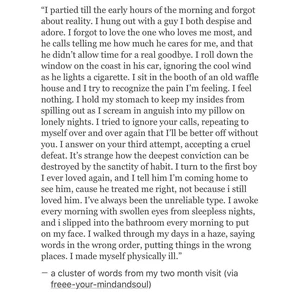 “I partied till the early hours of the morning and forgot
about reality. I hung out with a guy I both despise and
adore. I forgot to love the one who loves me most, and
he calls telling me how much he cares for me, and that
he didn’t allow time for a real goodbye. I roll down the
window on the coast in his car, ignoring the cool wind
as he lights a cigarette. I sit in the booth of an old waffle
house and I try to recognize the pain I’m feeling. I feel
nothing. I hold my stomach to keep my insides from
spilling out as I scream in anguish into my pillow on
lonely nights. I tried to ignore your calls, repeating to
myself over and over again that I’ll be better off without
you. I answer on your third attempt, accepting a cruel
defeat. It’s strange how the deepest conviction can be
destroyed by the sanctity of habit. I turn to the first boy
I ever loved again, and I tell him I’m coming home to
see him, cause he treated me right, not because i still
loved him. I’ve always been the unreliable type. I awoke
every morning with swollen eyes from sleepless nights,
and i slipped into the bathroom every morning to put
on my face. I walked through my days in a haze, saying
words in the wrong order, putting things in the wrong
places. I made myself physically ill.”
— a cluster of words from my two month visit (via
freee-your-mindandsoul)